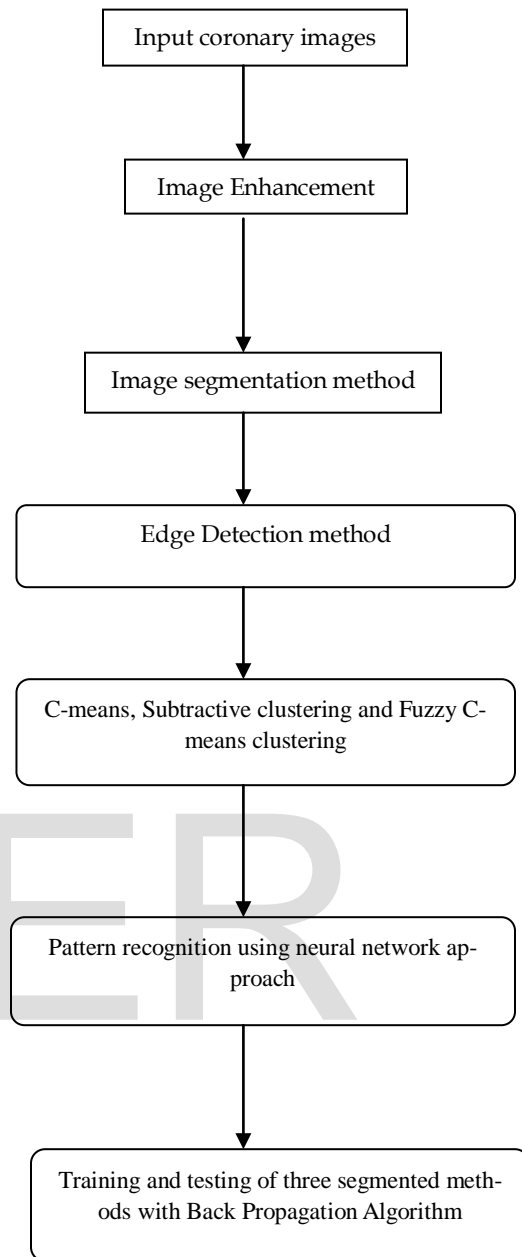 Input coronary images
Image Enhancement
Image segmentation method
Edge Detection method
C-means, Subtractive clustering and Fuzzy C-
means clustering
ER
Pattern recognition using neural network ap-
proach
Training and testing of three segmented meth-
ods with Back Propagation Algorithm